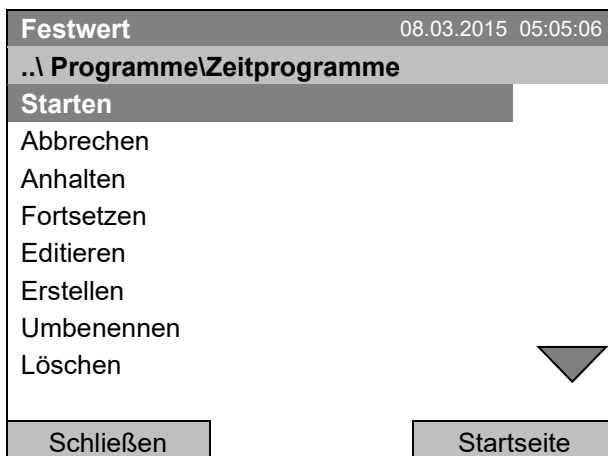 Festwert 08.03.2015 05:05:06
..\ Programme\Zeitprogramme
Starten
Abbrechen
Anhalten
Fortsetzen
Editieren
Erstellen
Umbenennen
Löschen
Schließen Startseite